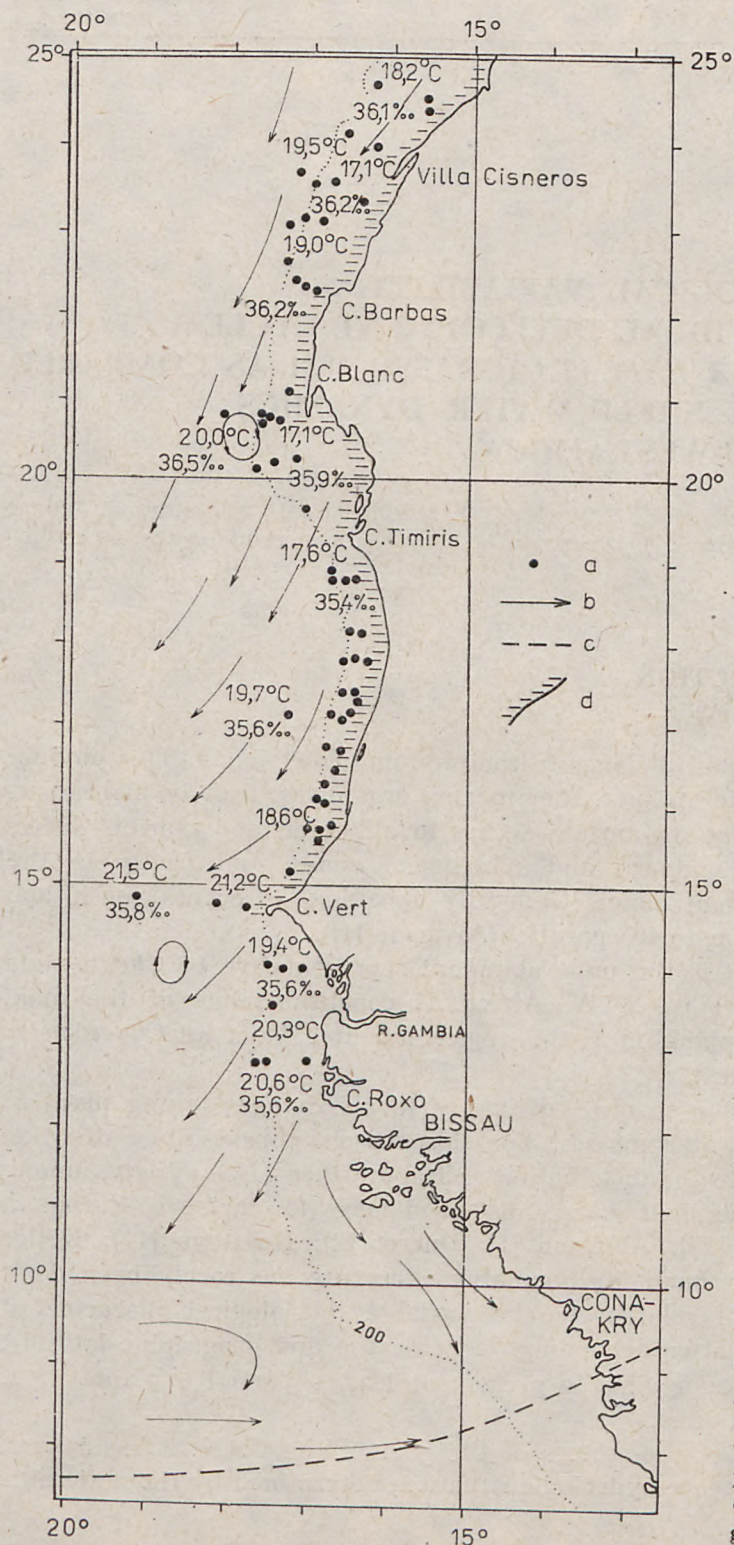 20° 15°
25° 25°
18,2°C
36,1‰
19,5°C
17,1°C
Villa Cisneros
36,2‰
19,0°C
36,2‰
C.Barbas
C.Blanc
20,0°C 17,1°C
36,5‰
35,9‰
20° 20°
C.Timiris
17,6°C
a
35,4‰
b
c
19,7°C
d
35,6‰
18,6°C
15° 15°
21,5°C 21,2°C
35,8‰
C.Vert
19,4°C
35,6‰
R.GAMBIA
20,3°C
20,6°C
C.Roxo
35,6‰
BISSAU
10° 10°
CONA-
KRY
200
20° 15°